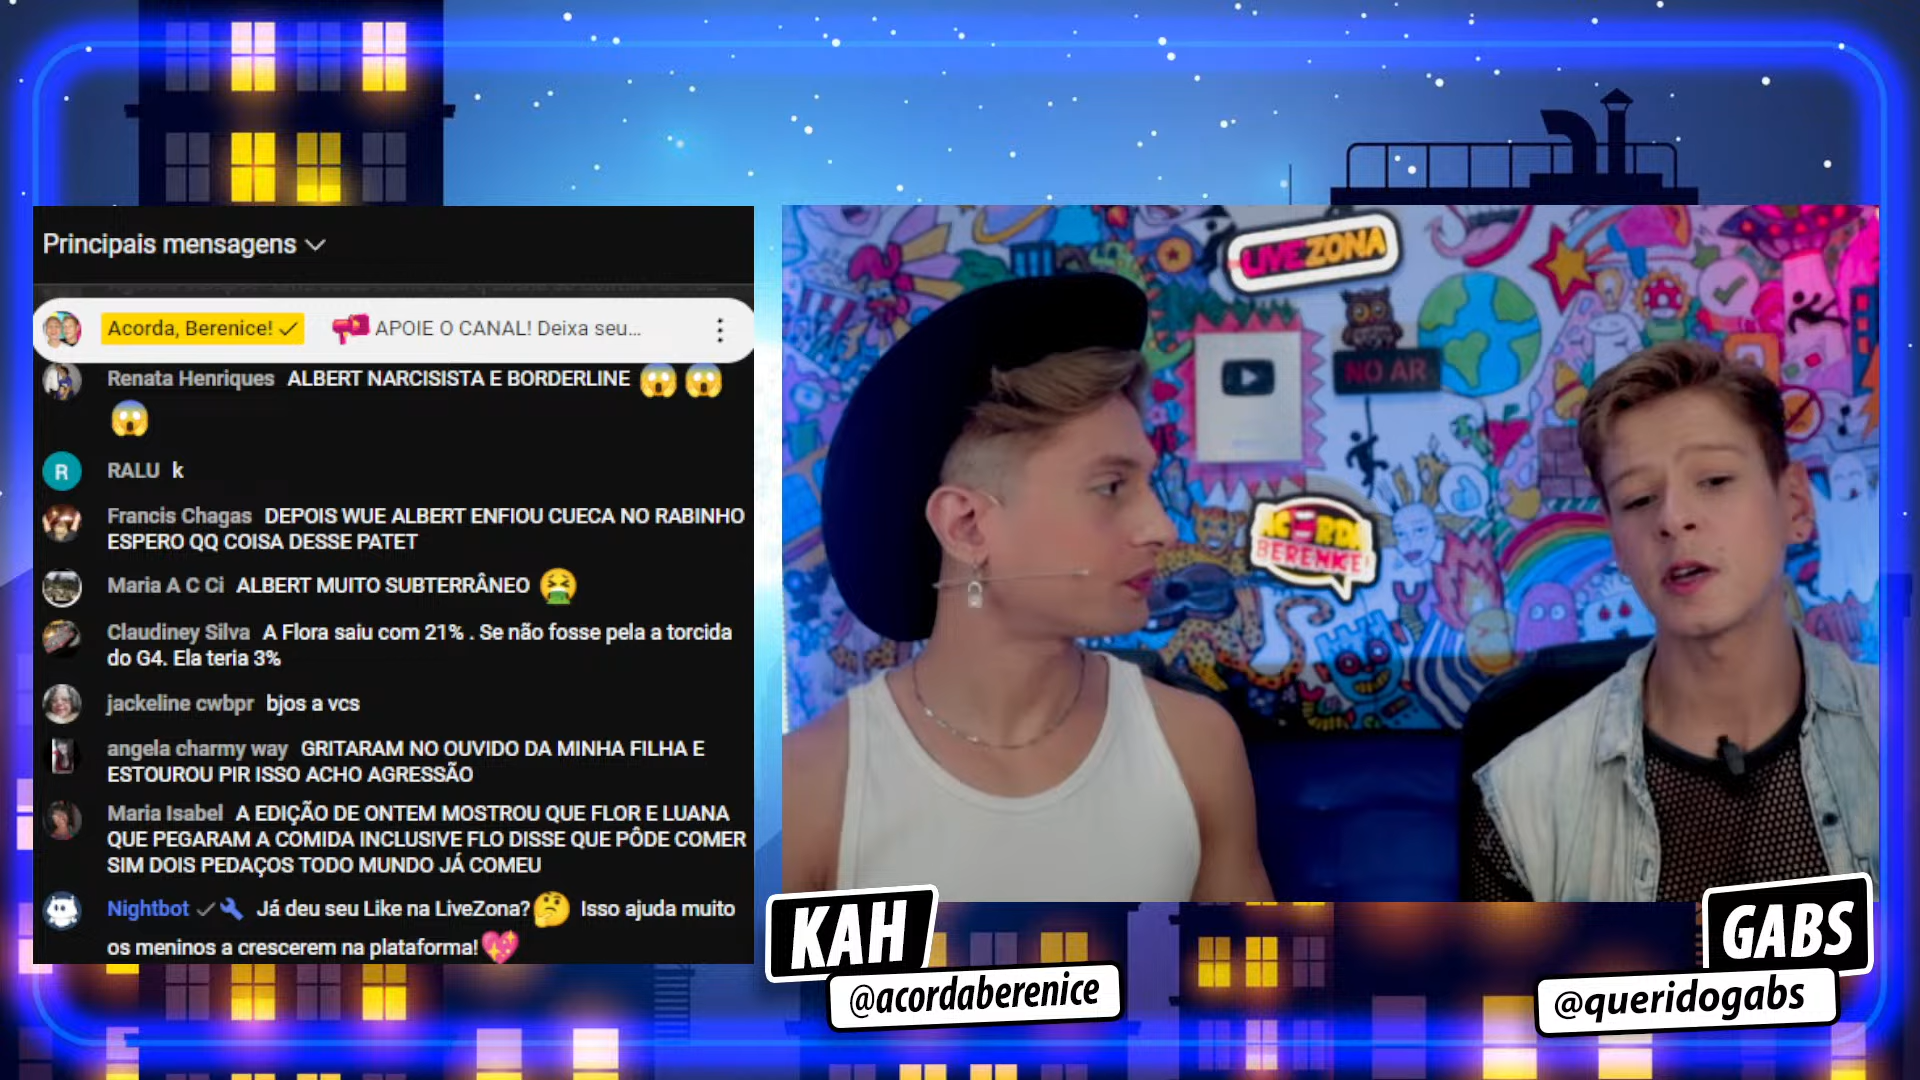 Principais mensagens
Acorda, Berenice! APOIE O CANAL! Deixa seu...
Renata Henriques ALBERT NARCISISTA E BORDERLINE
R RALU k
Francis Chagas DEPOIS WUE ALBERT ENFIOU CUECA NO RABINHO
ESPERO QQ COISA DESSE PATET
Maria A C Ci ALBERT MUITO SUBTERRÂNEO
Claudiney Silva A Flora saiu com 21% . Se não fosse pela a torcida
do G4. Ela teria 3%
jackeline cwbpr bjos a vcs
angela charmy way GRITARAM NO OUVIDO DA MINHA FILHA E
ESTOUROU PIR ISSO ACHO AGRESSÃO
Maria Isabel A EDIÇÃO DE ONTEM MOSTROU QUE FLOR E LUANA
QUE PEGARAM A COMIDA INCLUSIVE FLO DISSE QUE PÔDE COMER
SIM DOIS PEDAÇOS TODO MUNDO JÁ COMEU
Nightbot Já deu seu Like na LiveZona? Isso ajuda muito
os meninos a crescerem na plataforma!
LIVEZONA
NO AR
ACORDA
BERENICE!
KAH
@acordaberenice
GABS
@queridogabs